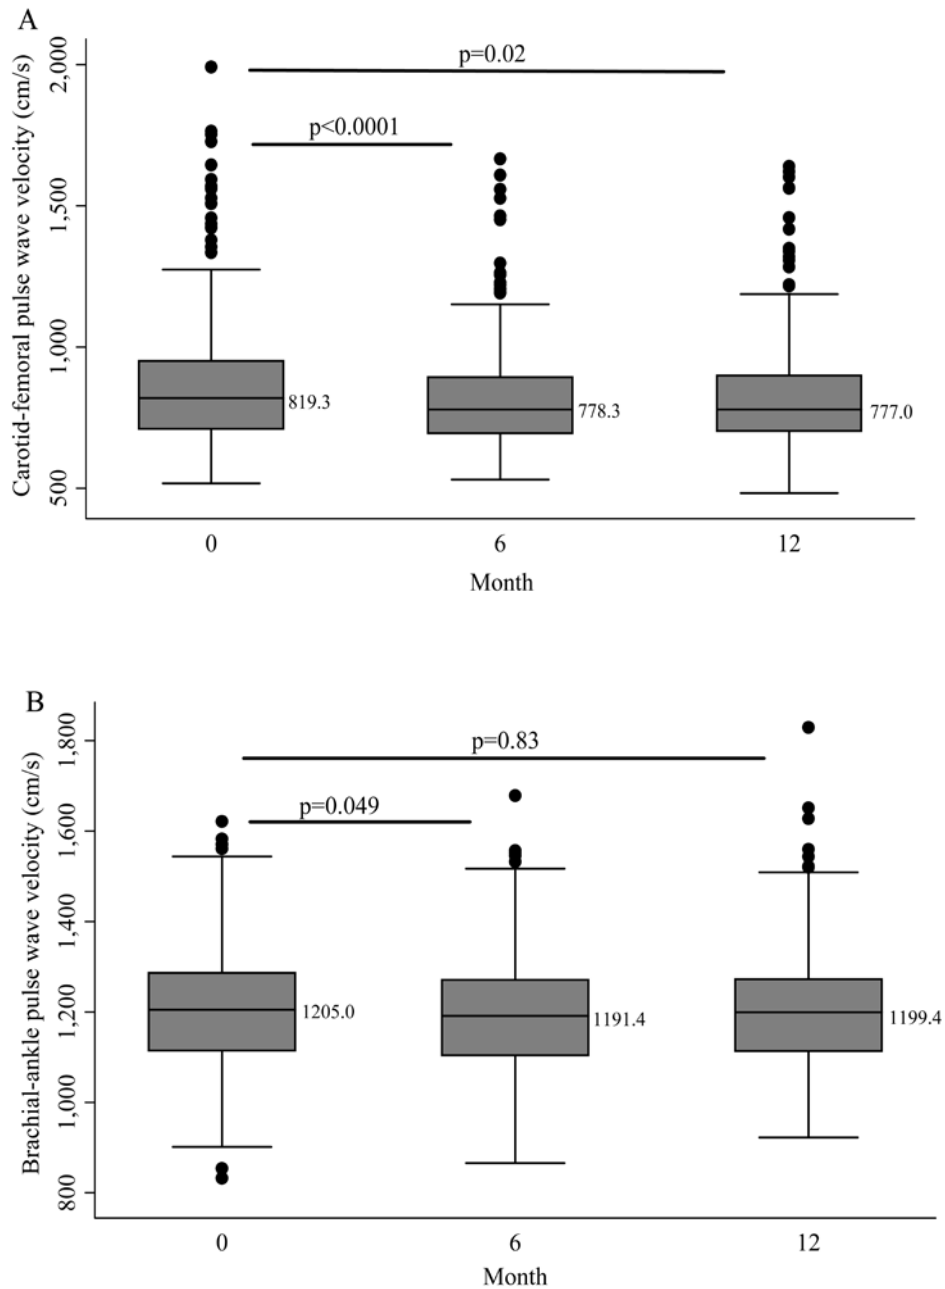 A
Carotid-femoral pulse wave velocity (cm/s)
2,000
1,500
1,000
500
p=0.02
p<0.0001
819.3
778.3
777.0
0 6 12
Month
B
Brachial-ankle pulse wave velocity (cm/s)
1,800
1,600
1,400
1,200
1,000
800
p=0.83
p=0.049
1205.0
1191.4
1199.4
0 6 12
Month